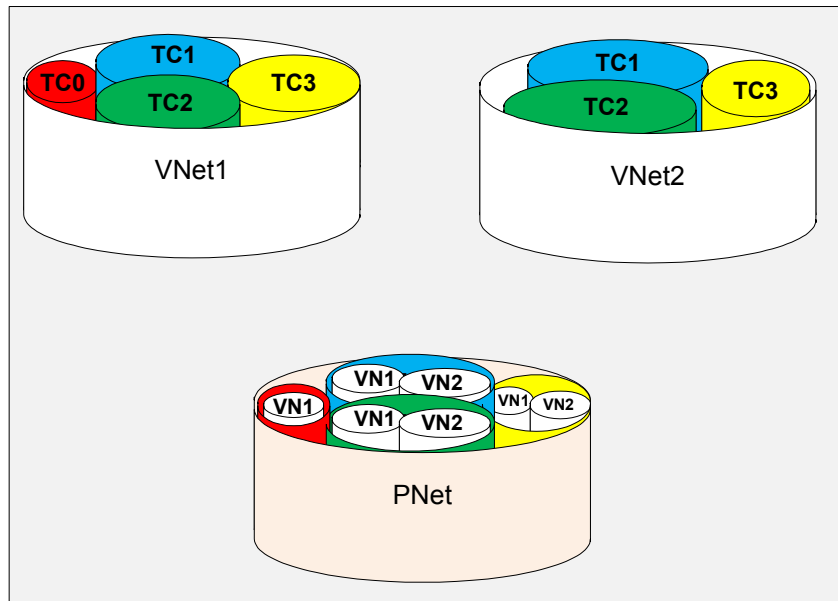 TC0
TC1
TC2
TC3
VNet1
TC1
TC2
TC3
VNet2
VN1
VN1
VN2
VN1
VN2
VN1
VN2
PNet